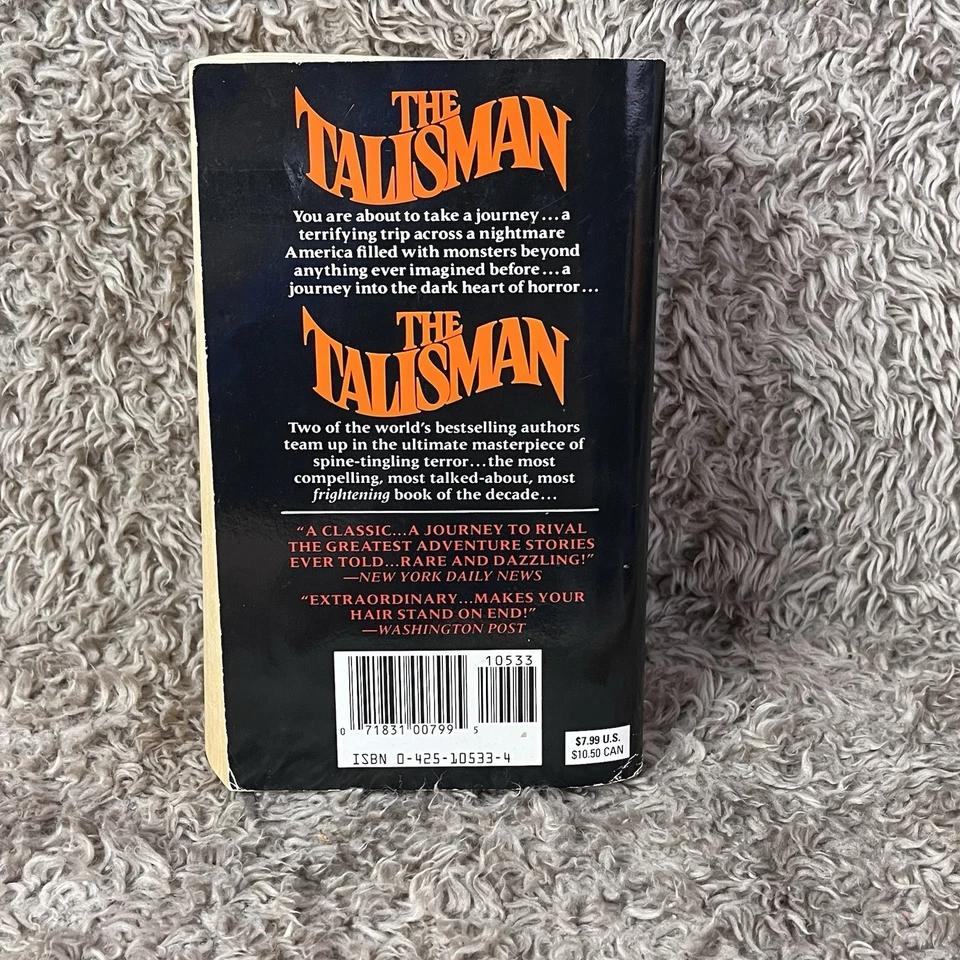 THE
TALISMAN
You are about to take a journey...a
terrifying trip across a nightmare
America filled with monsters beyond
anything ever imagined before...a
journey into the dark heart of horror...
THE
TALISMAN
Two of the world's bestselling authors
team up in the ultimate masterpiece of
spine-tingling terror...the most
compelling, most talked-about, most
frightening book of the decade...
"A CLASSIC...A JOURNEY TO RIVAL
THE GREATEST ADVENTURE STORIES
EVER TOLD...RARE AND DAZZLING!"
—NEW YORK DAILY NEWS
"EXTRAORDINARY...MAKES YOUR
HAIR STAND ON END!"
—WASHINGTON POST
10533
0 71831 00799 5
ISBN 0-425-10533-4
$7.99 U.S.
$10.50 CAN